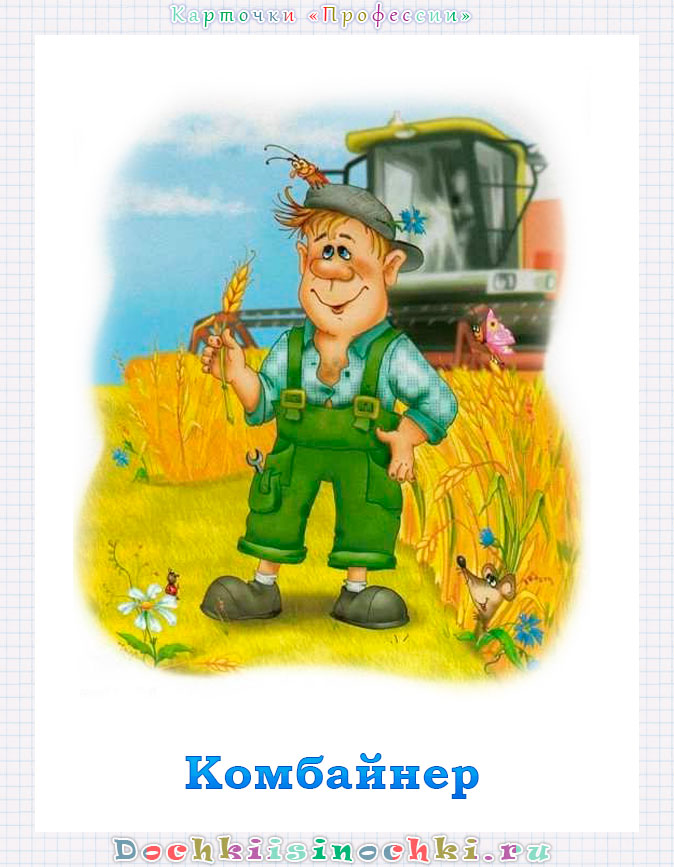 Карточки «Профессии»
Комбайнер
Dochkiisinochki.ru